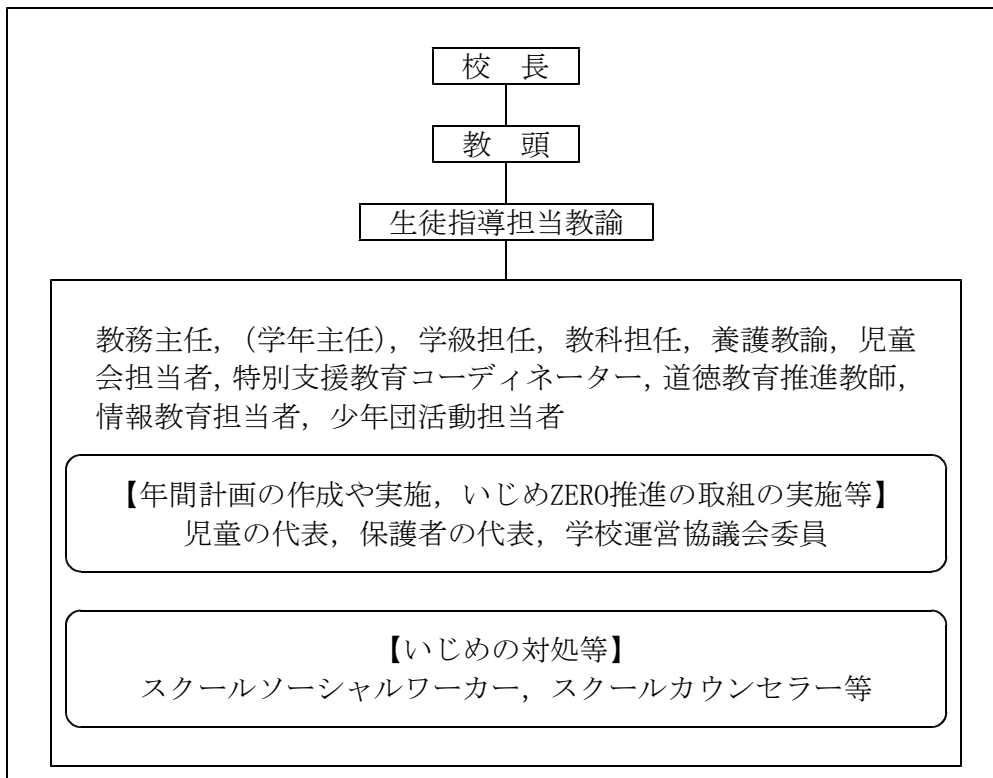 校　長
教　頭
生徒指導担当教諭
教務主任，（学年主任），学級担任，教科担任，養護教諭，児童
会担当者，特別支援教育コーディネーター，道徳教育推進教師，
情報教育担当者，少年団活動担当者
【年間計画の作成や実施，いじめZERO推進の取組の実施等】
児童の代表，保護者の代表，学校運営協議会委員
【いじめの対処等】
スクールソーシャルワーカー，スクールカウンセラー等